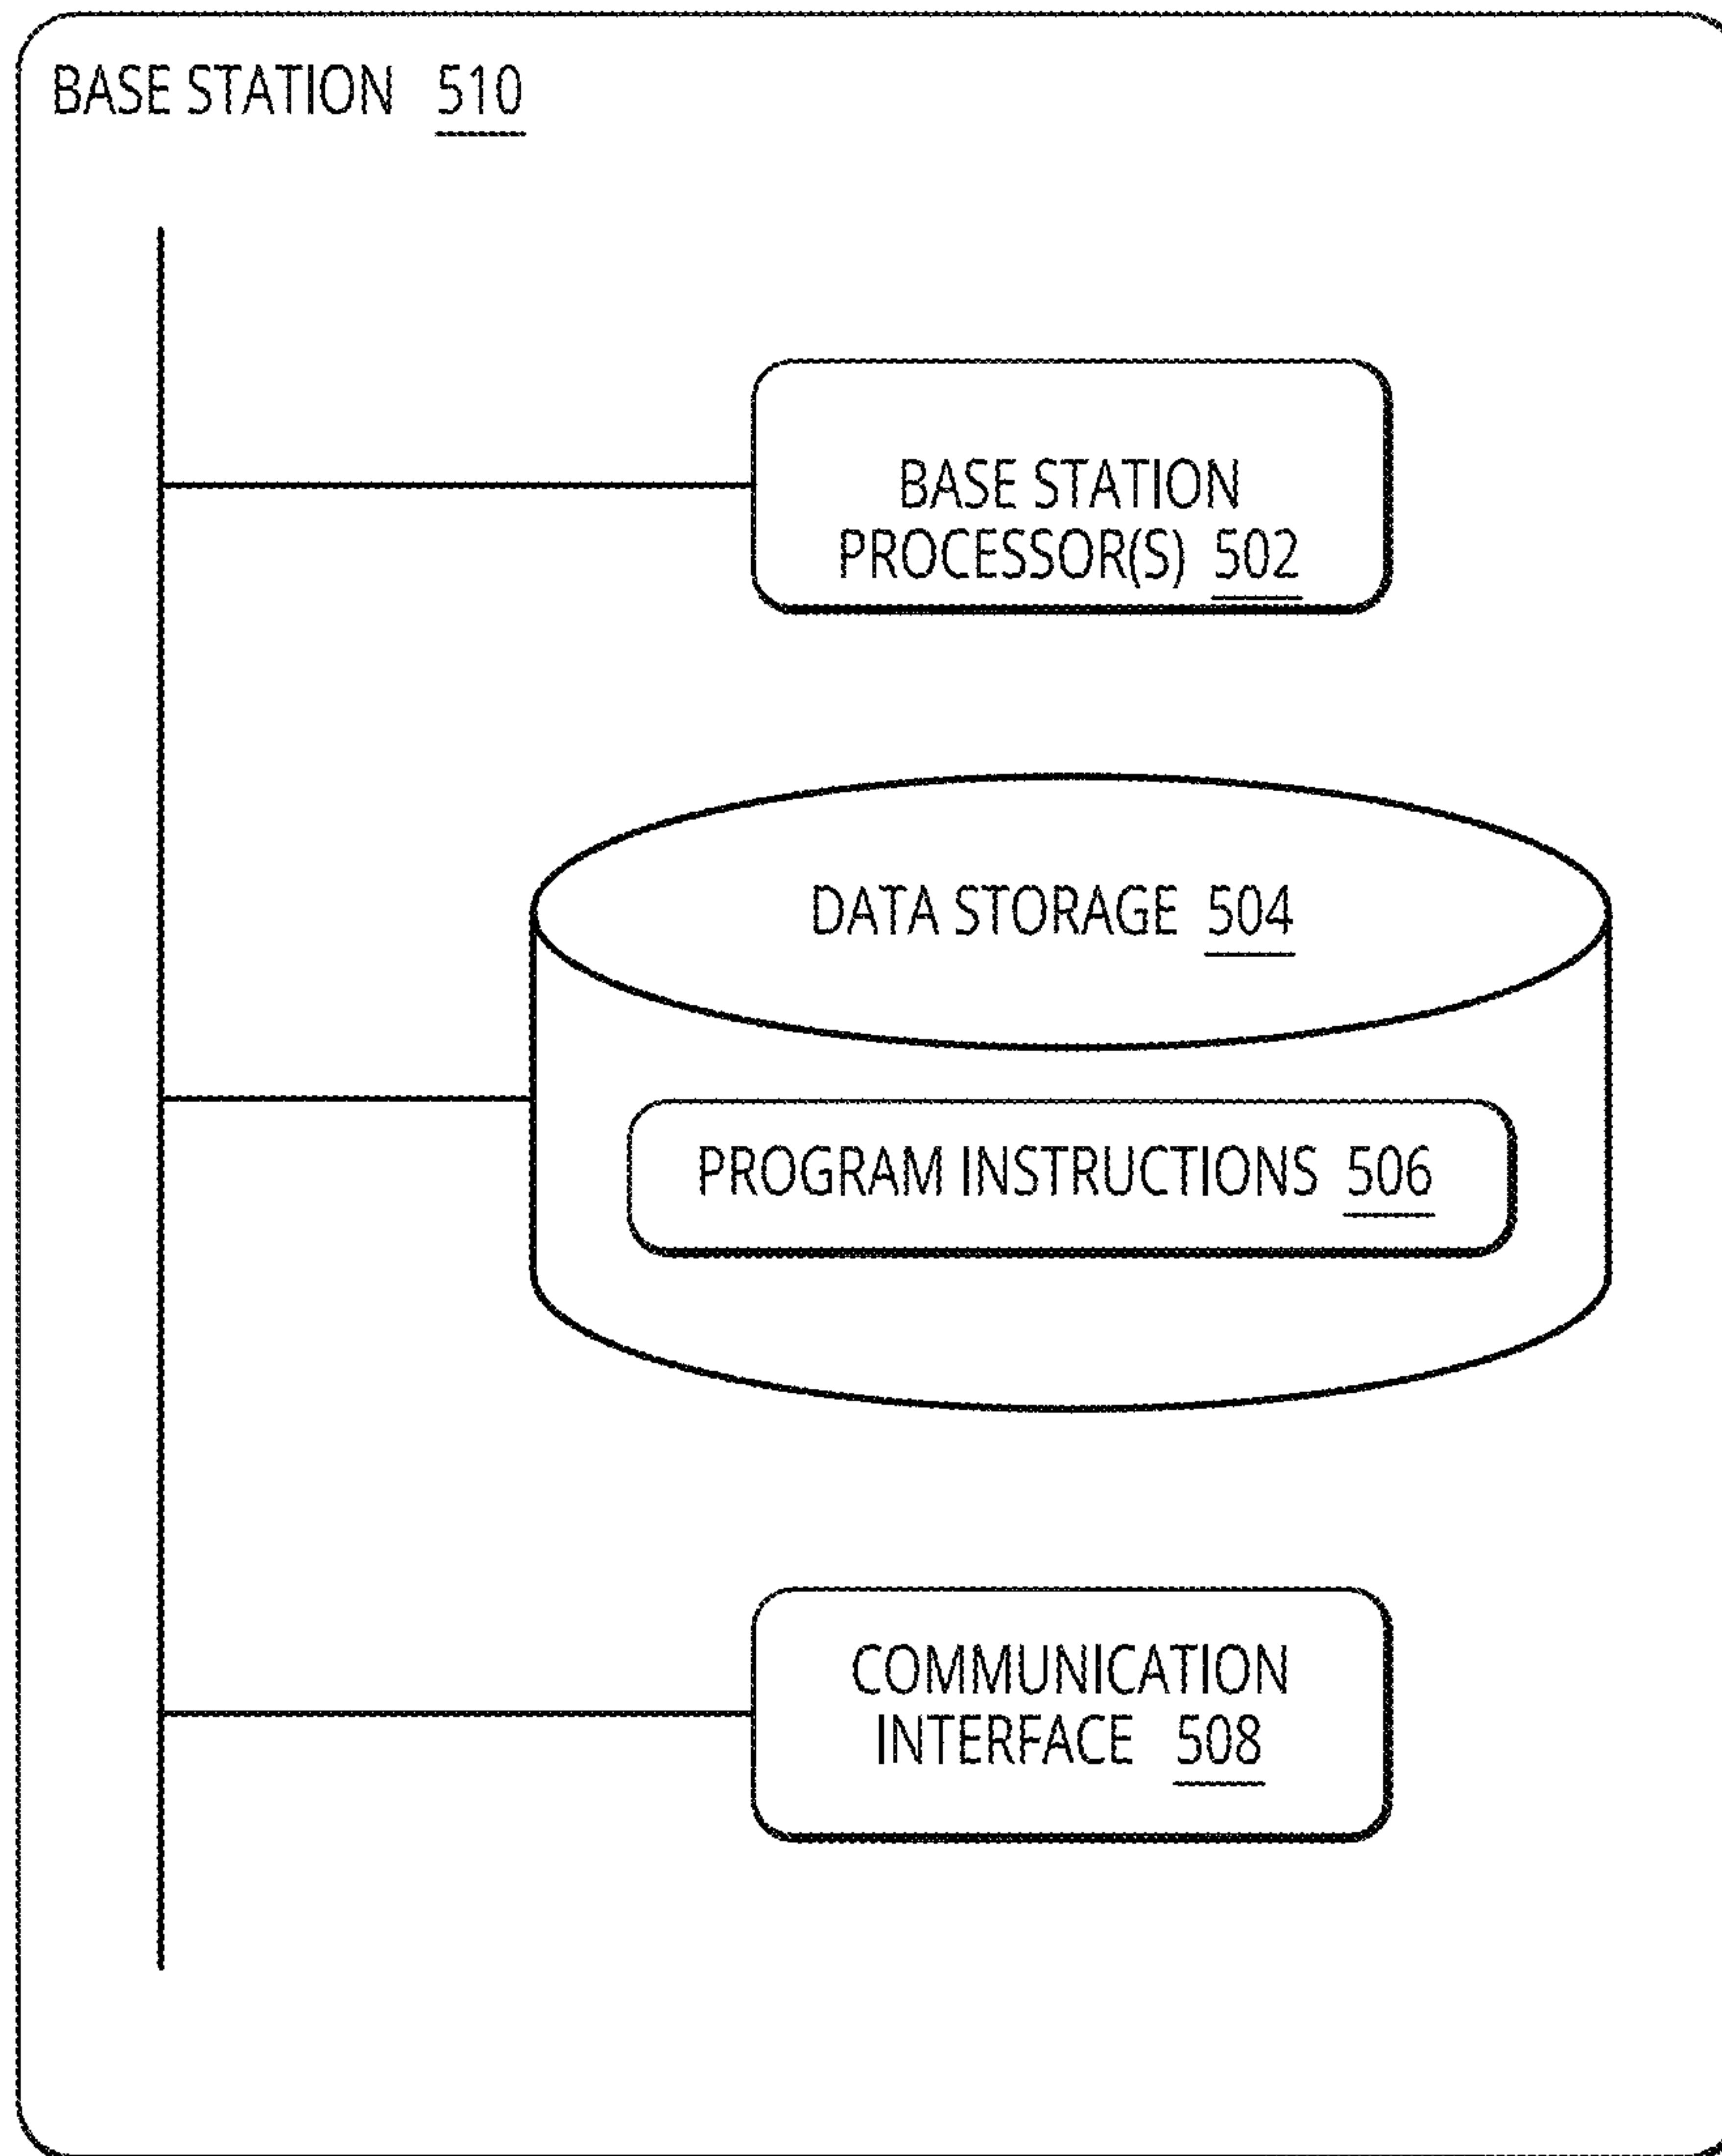 BASE STATION 510
BASE STATION
PROCESSOR(S) 502
DATA STORAGE 504
PROGRAM INSTRUCTIONS 506
COMMUNICATION
INTERFACE 508